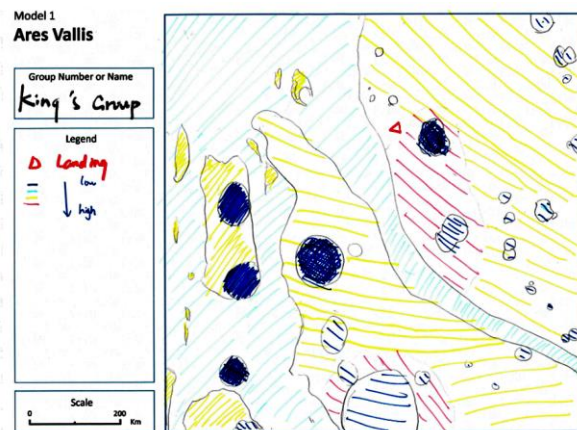 Model 1
Ares Vallis
Group Number or Name
King's Group
Legend
Δ Landing
low
high
Scale
0 200 Km